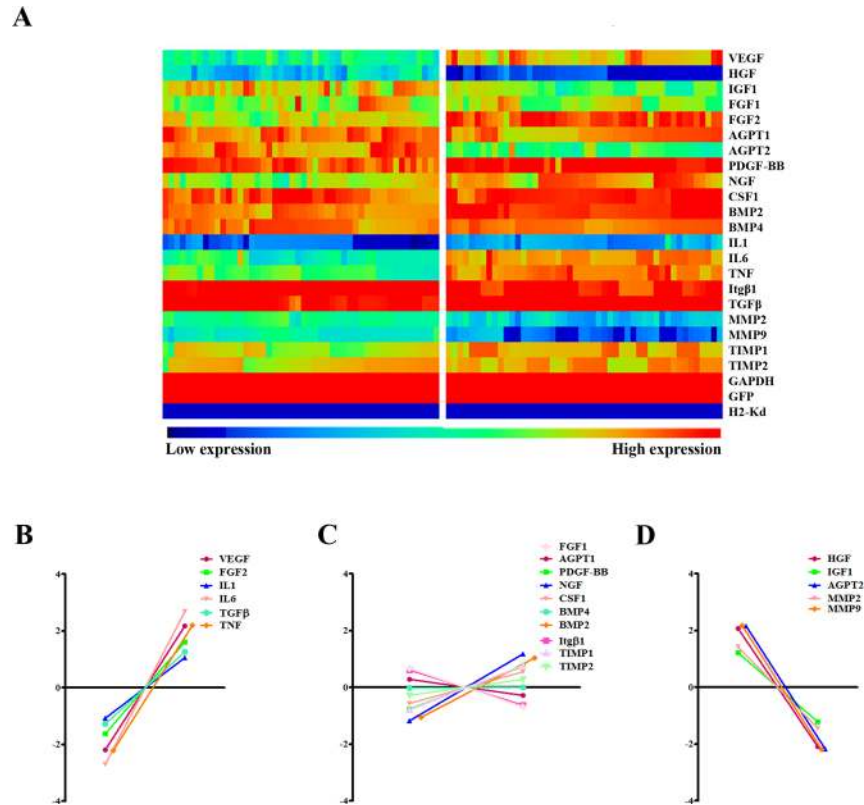 A
VEGF
HGF
IGF1
FGF1
FGF2
AGPT1
AGPT2
PDGF-BB
NGF
CSF1
BMP2
BMP4
IL1
IL6
TNF
Itgβ1
TGFβ
MMP2
MMP9
TIMP1
TIMP2
GAPDH
GFP
H2-Kd
Low expression High expression
B
VEGF
FGF2
IL1
IL6
TGFβ
TNF
4
2
0
-2
-4
C
FGF1
AGPT1
PDGF-BB
NGF
CSF1
BMP4
BMP2
Itgβ1
TIMP1
TIMP2
4
2
0
-2
-4
D
HGF
IGF1
AGPT2
MMP2
MMP9
4
2
0
-2
-4